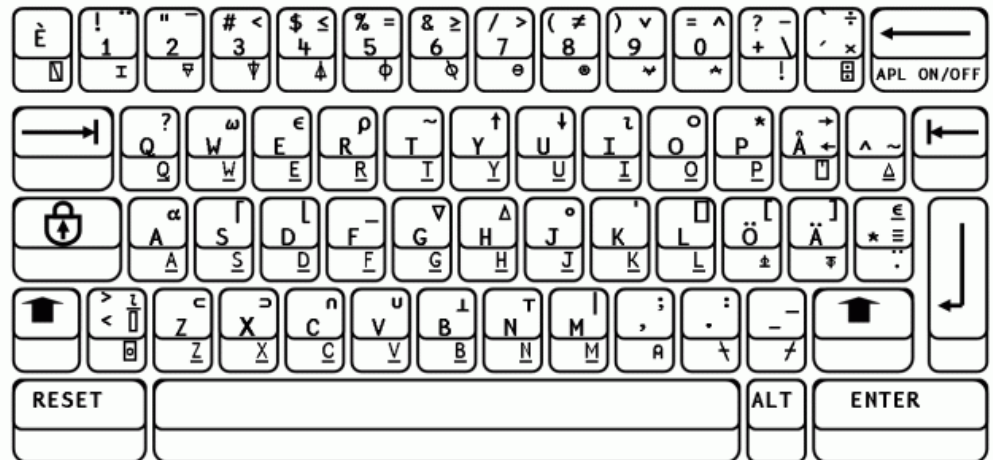 È ! ¨ " ¯ # < $ ≤ % = & ≥ / > ( ≠ ) ∨ = ∧ ? − ` ÷ ←
1 2 3 4 5 6 7 8 9 0 + \ ´ ×
⍂ ⌶ ⍫ ⍒ ⍋ ⌽ ⍉ ⊖ ⍟ ⍱ ⍲ ! ⌹ APL ON/OFF
? ω ∊ ρ ~ ↑ ↓ ⍳ ○ * →
Q W E R T Y U I O P Å ← ^ ~
Q̲ W̲ E̲ R̲ T̲ Y̲ U̲ I̲ O̲ P̲ ⍞ ⍙
α ⌈ ⌊ _ ∇ ∆ ∘ ' ⎕ [ ] ⍷
A S D F G H J K L Ö Ä * ≡
A̲ S̲ D̲ F̲ G̲ H̲ J̲ K̲ L̲ ⍎ ⍕ ¨.
> ⍸ ⊂ ⊃ ∩ ∪ ⊥ ⊤ | ; : −
< ⌷ Z X C V B N M , . _
⌻ Z̲ X̲ C̲ V̲ B̲ N̲ M̲ ⍝ ⍀ ⌿
RESET ALT ENTER